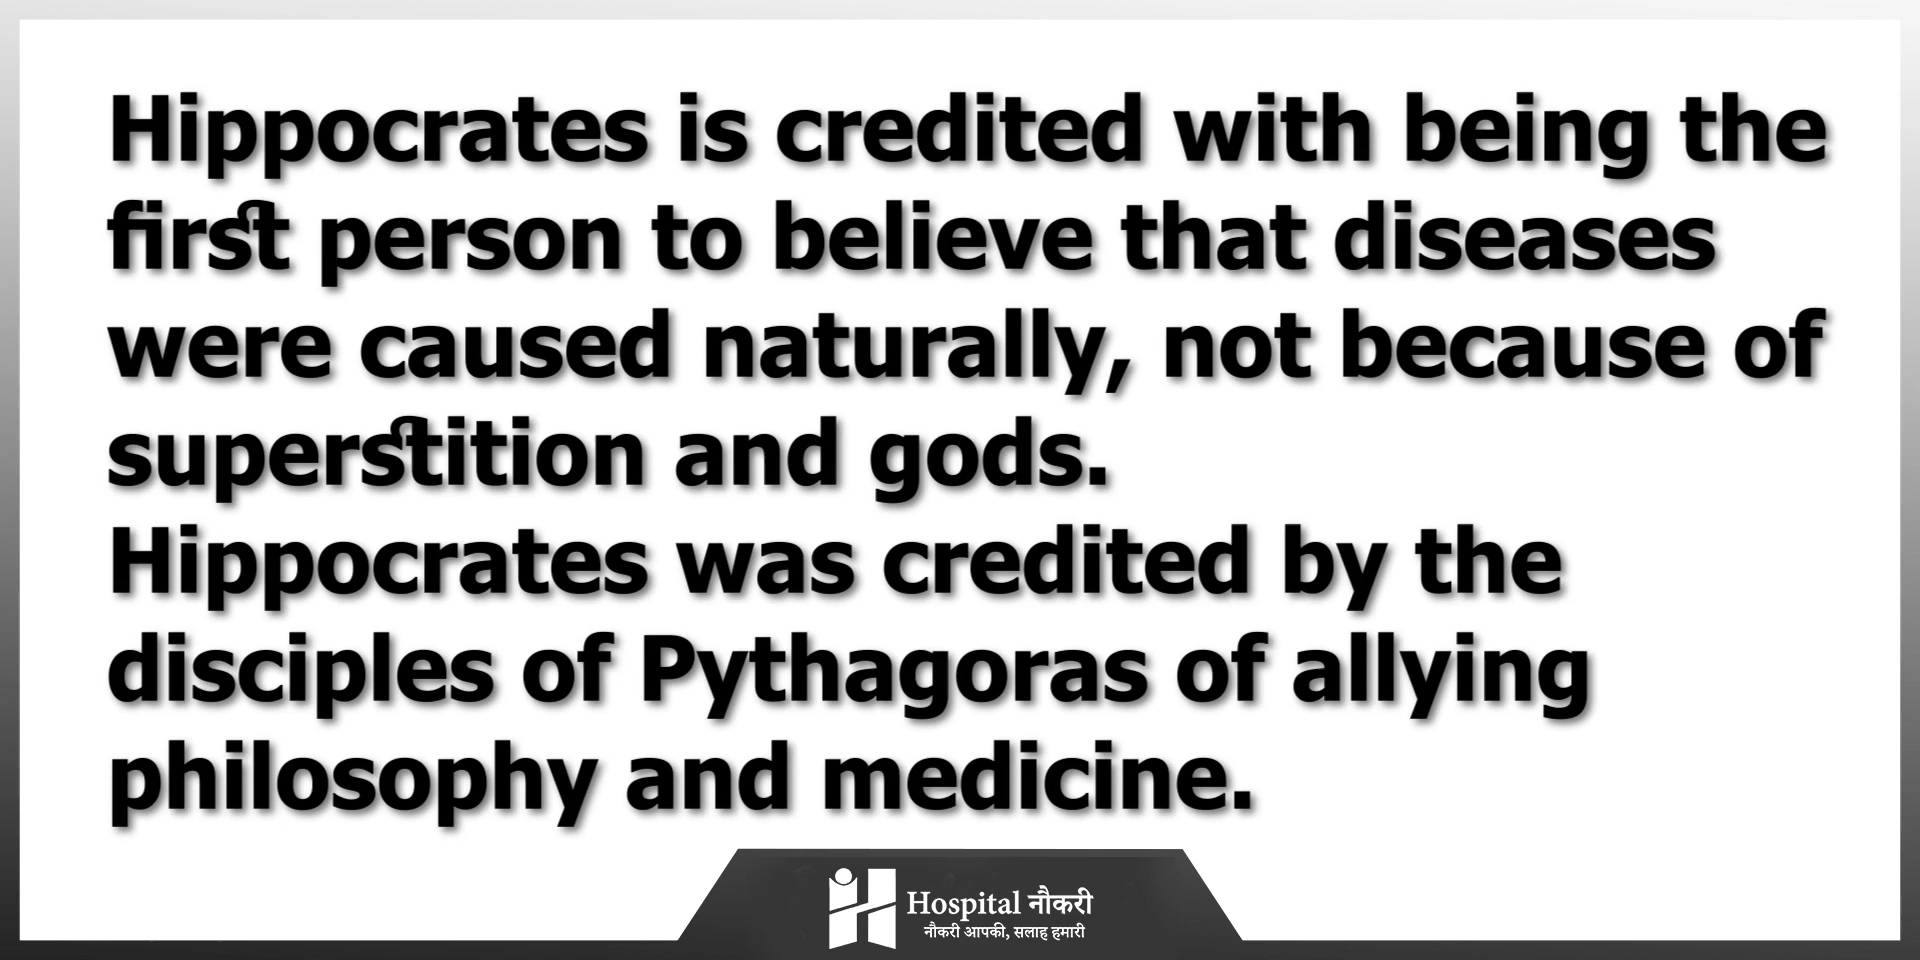 Hippocrates is credited with being the
first person to believe that diseases
were caused naturally, not because of
superstition and gods.
Hippocrates was credited by the
disciples of Pythagoras of allying
philosophy and medicine.
Hospital नौकरी
नौकरी आपकी, सलाह हमारी